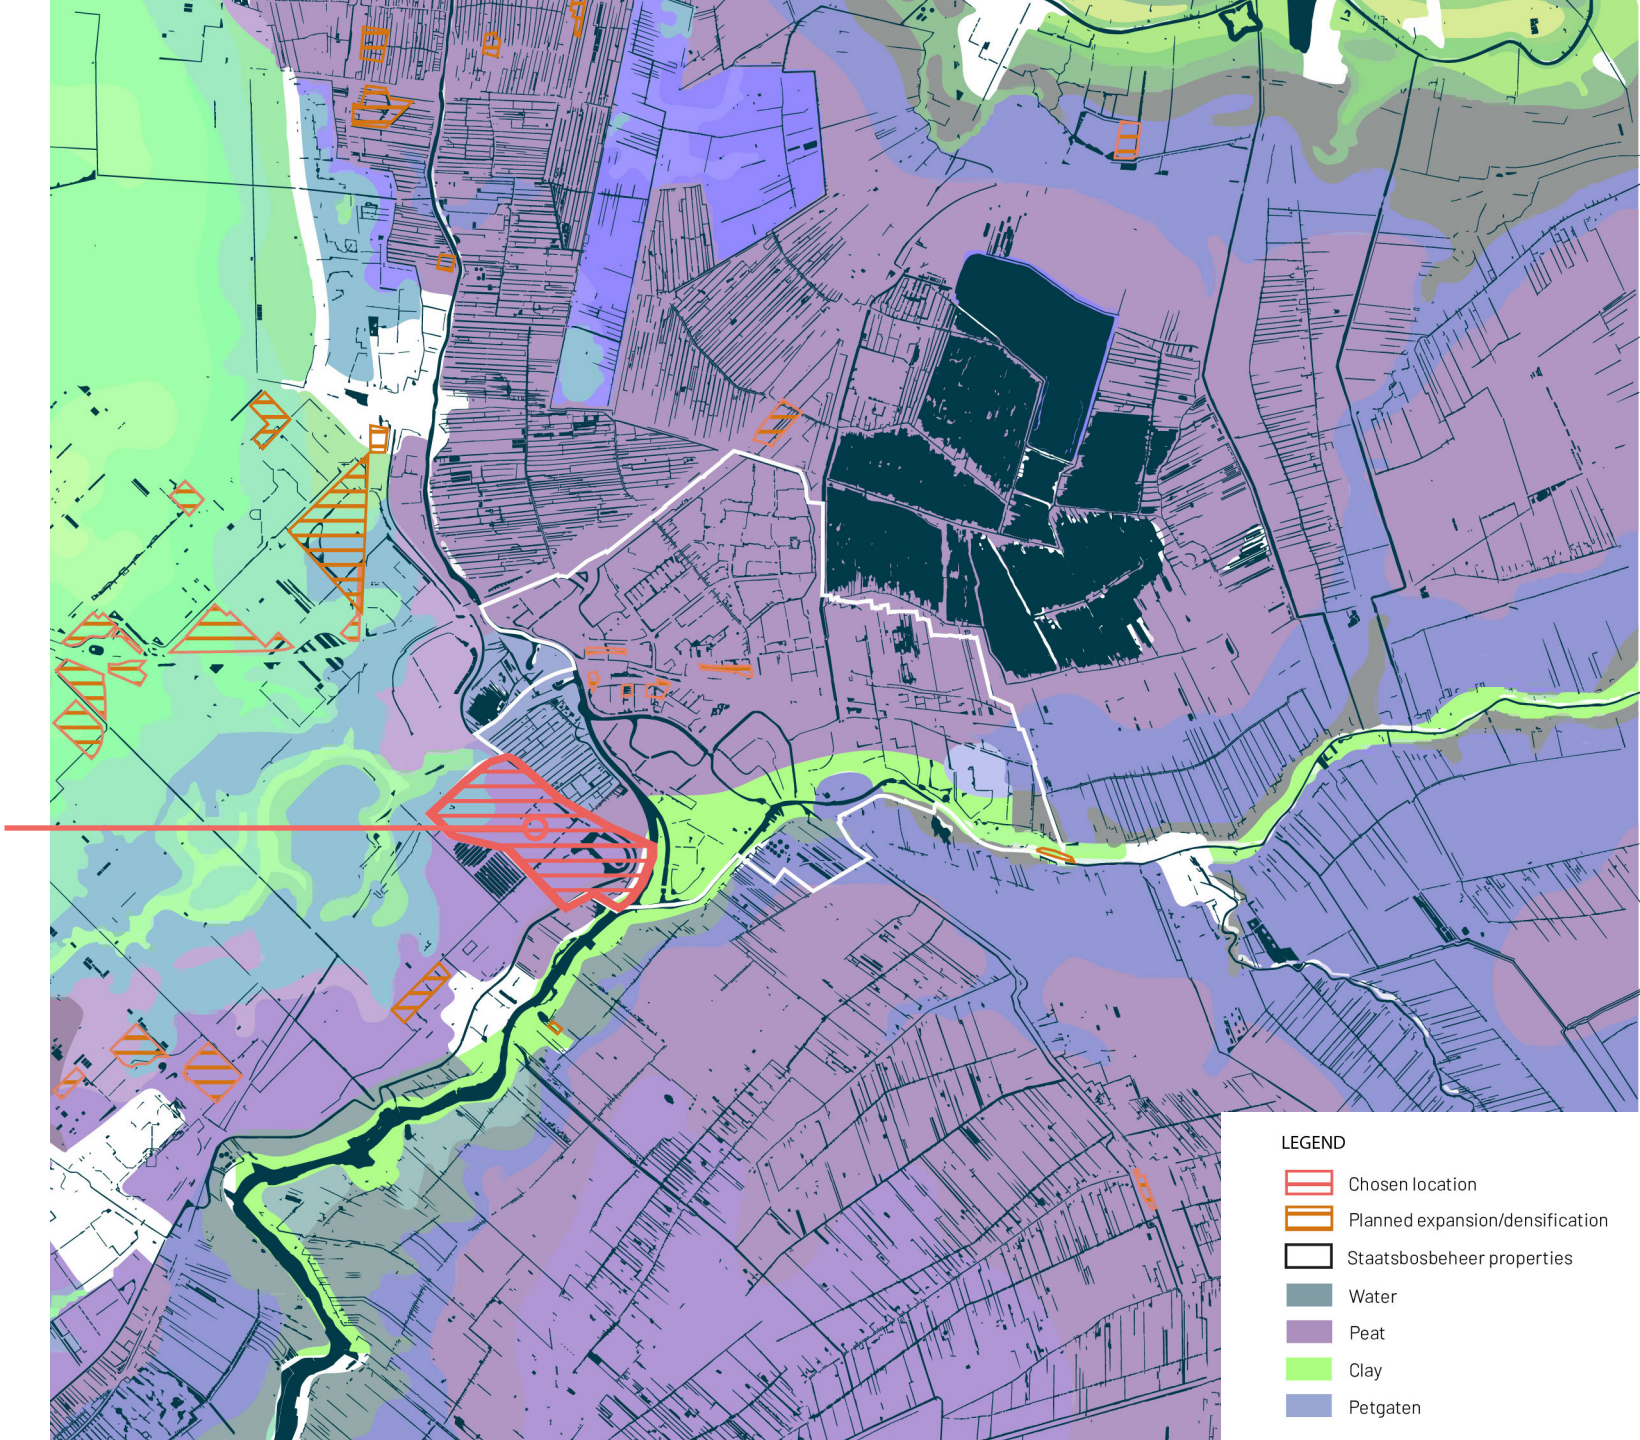 LEGEND
Chosen location
Planned expansion/densification
Staatsbosbeheer properties
Water
Peat
Clay
Petgaten